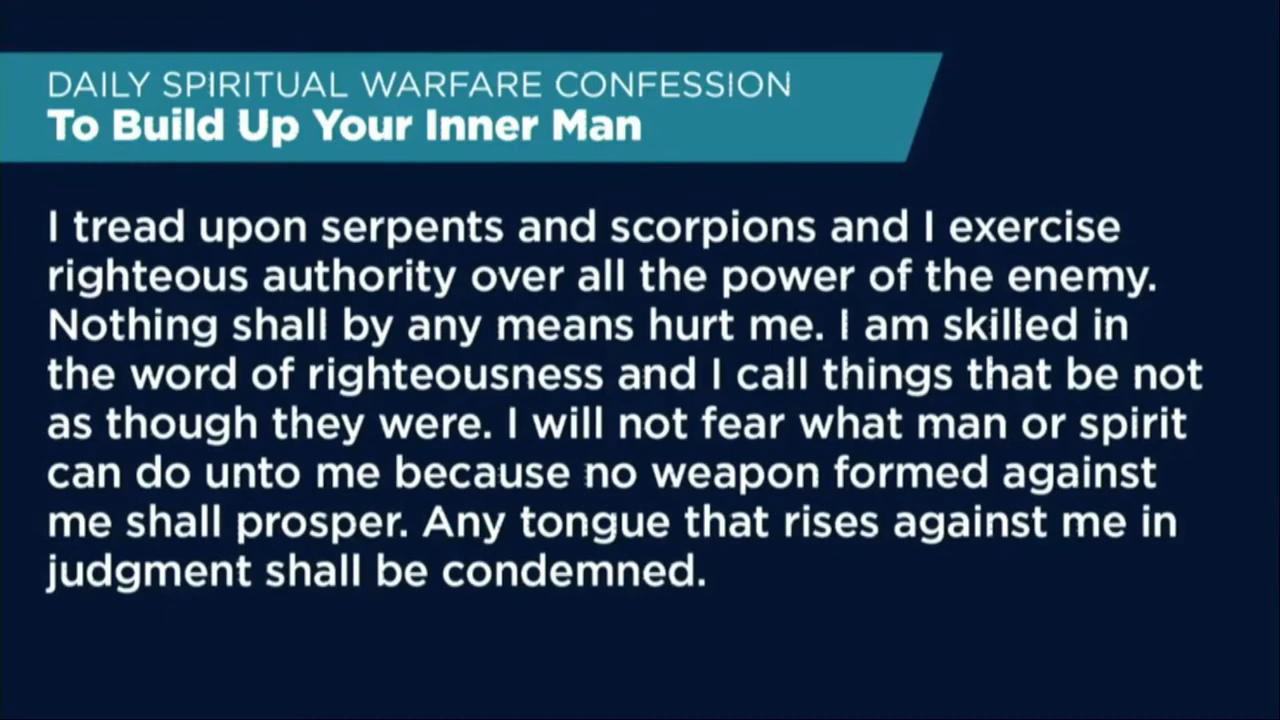 DAILY SPIRITUAL WARFARE CONFESSION
To Build Up Your Inner Man
I tread upon serpents and scorpions and I exercise
righteous authority over all the power of the enemy.
Nothing shall by any means hurt me. I am skilled in
the word of righteousness and I call things that be not
as though they were. I will not fear what man or spirit
can do unto me because no weapon formed against
me shall prosper. Any tongue that rises against me in
judgment shall be condemned.